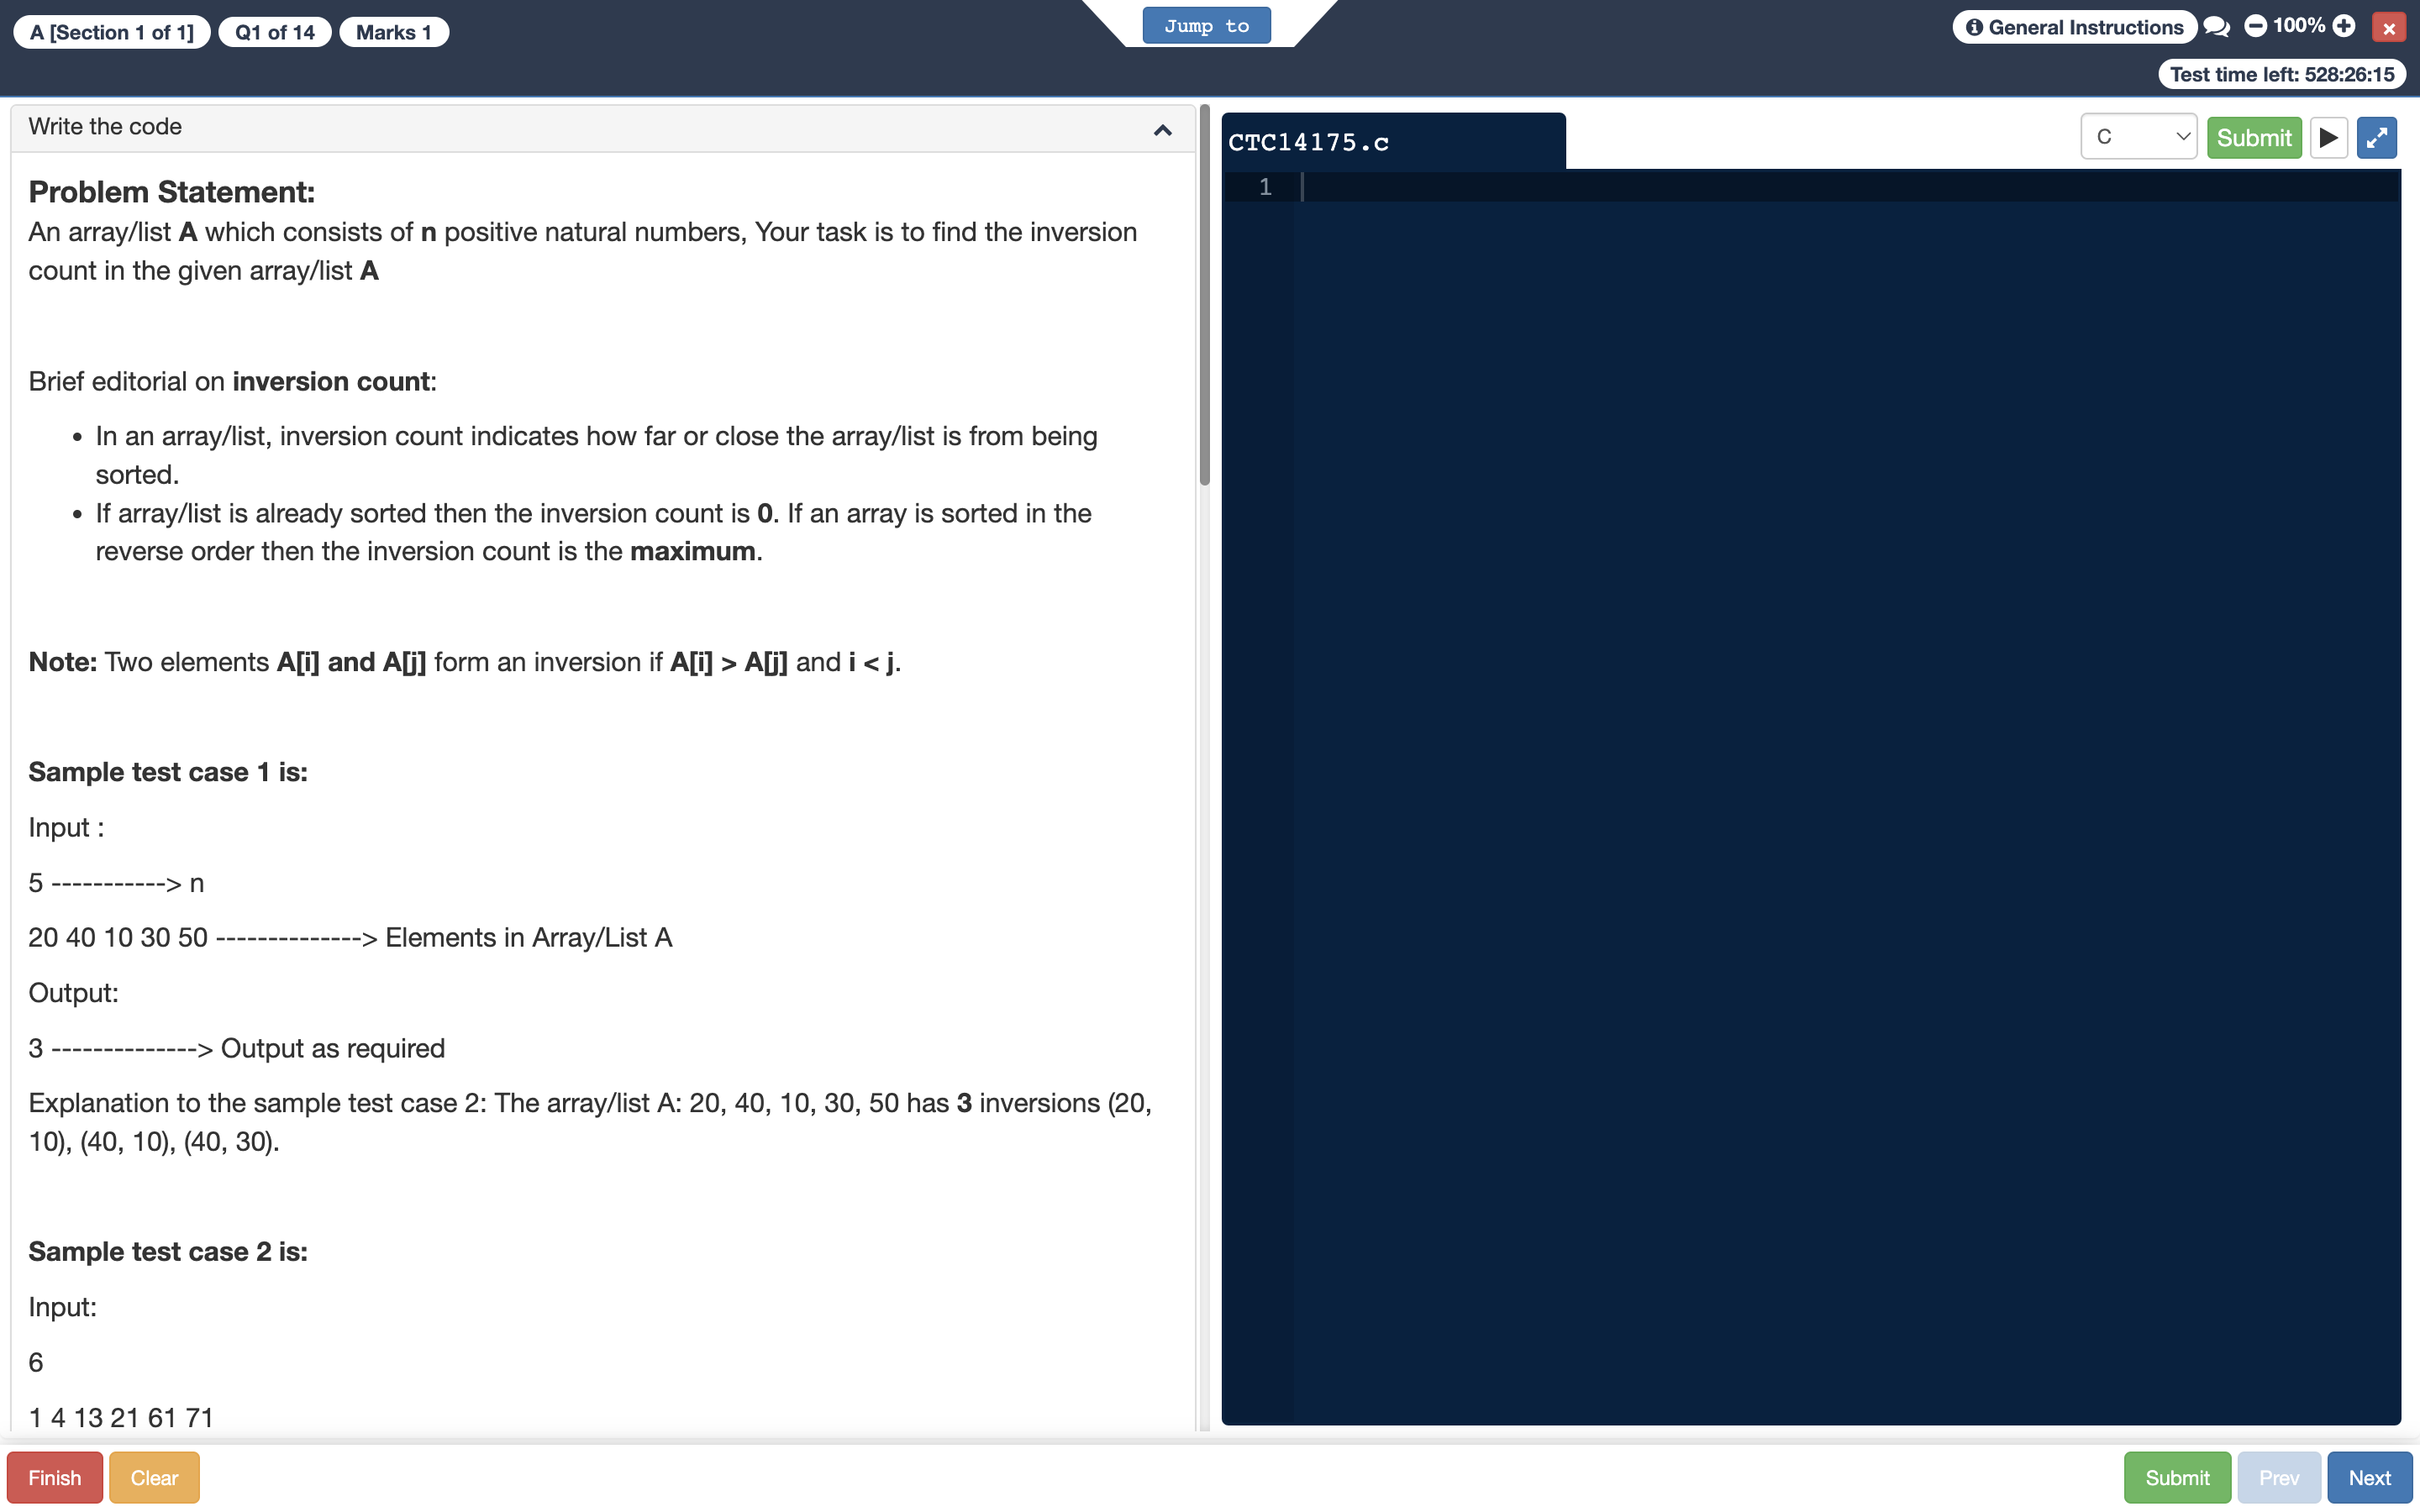 A [Section 1 of 1] Q1 of 14 Marks 1
Jump to
General Instructions 100%
Test time left: 528:26:15
Write the code
Problem Statement:
An array/list A which consists of n positive natural numbers, Your task is to find the inversion
count in the given array/list A
Brief editorial on inversion count:
• In an array/list, inversion count indicates how far or close the array/list is from being
sorted.
• If array/list is already sorted then the inversion count is 0. If an array is sorted in the
reverse order then the inversion count is the maximum.
Note: Two elements A[i] and A[j] form an inversion if A[i] > A[j] and i < j.
Sample test case 1 is:
Input :
5 -----------> n
20 40 10 30 50 --------------> Elements in Array/List A
Output:
3 --------------> Output as required
Explanation to the sample test case 2: The array/list A: 20, 40, 10, 30, 50 has 3 inversions (20,
10), (40, 10), (40, 30).
Sample test case 2 is:
Input:
6
1 4 13 21 61 71
CTC14175.c
C
Submit
1
Finish Clear
Submit Prev Next